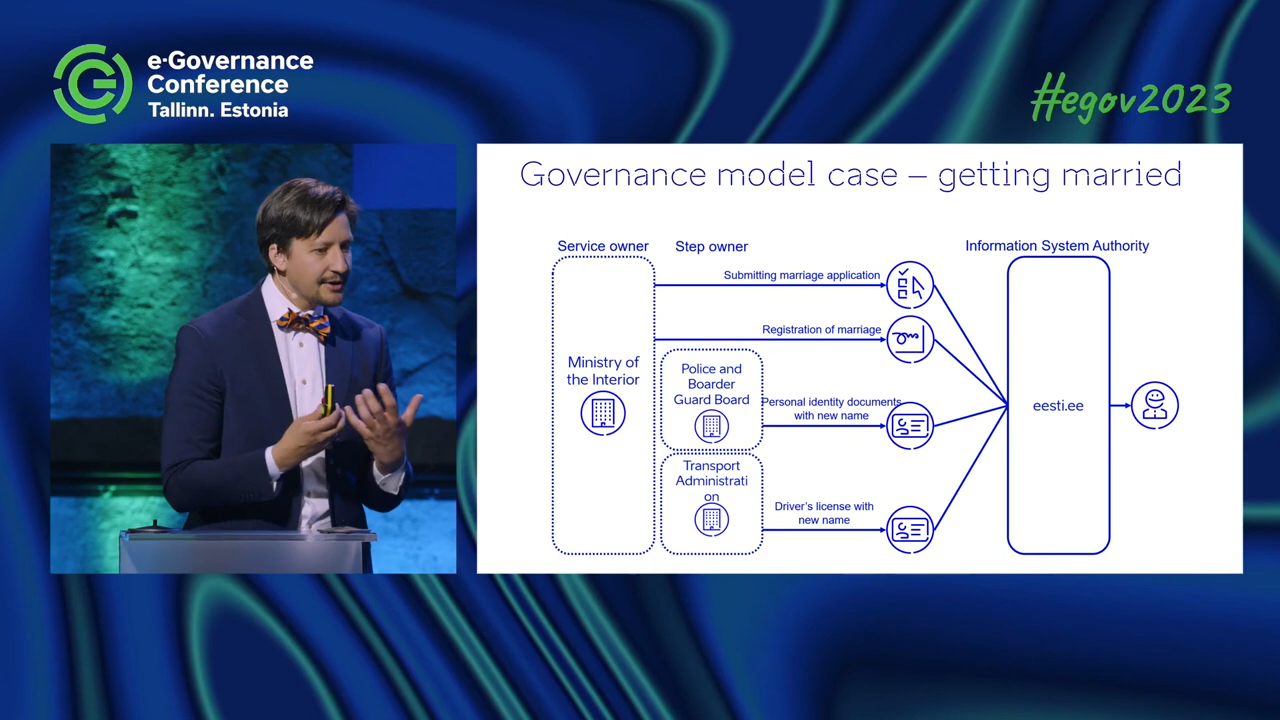 e-Governance
Conference
Tallinn. Estonia
#egov2023
Governance model case – getting married
Service owner
Step owner
Information System Authority
Submitting marriage application
Registration of marriage
Ministry of
the Interior
Police and
Boarder
Guard Board
Personal identity documents
with new name
eesti.ee
Transport
Administrati
on
Driver's license with
new name